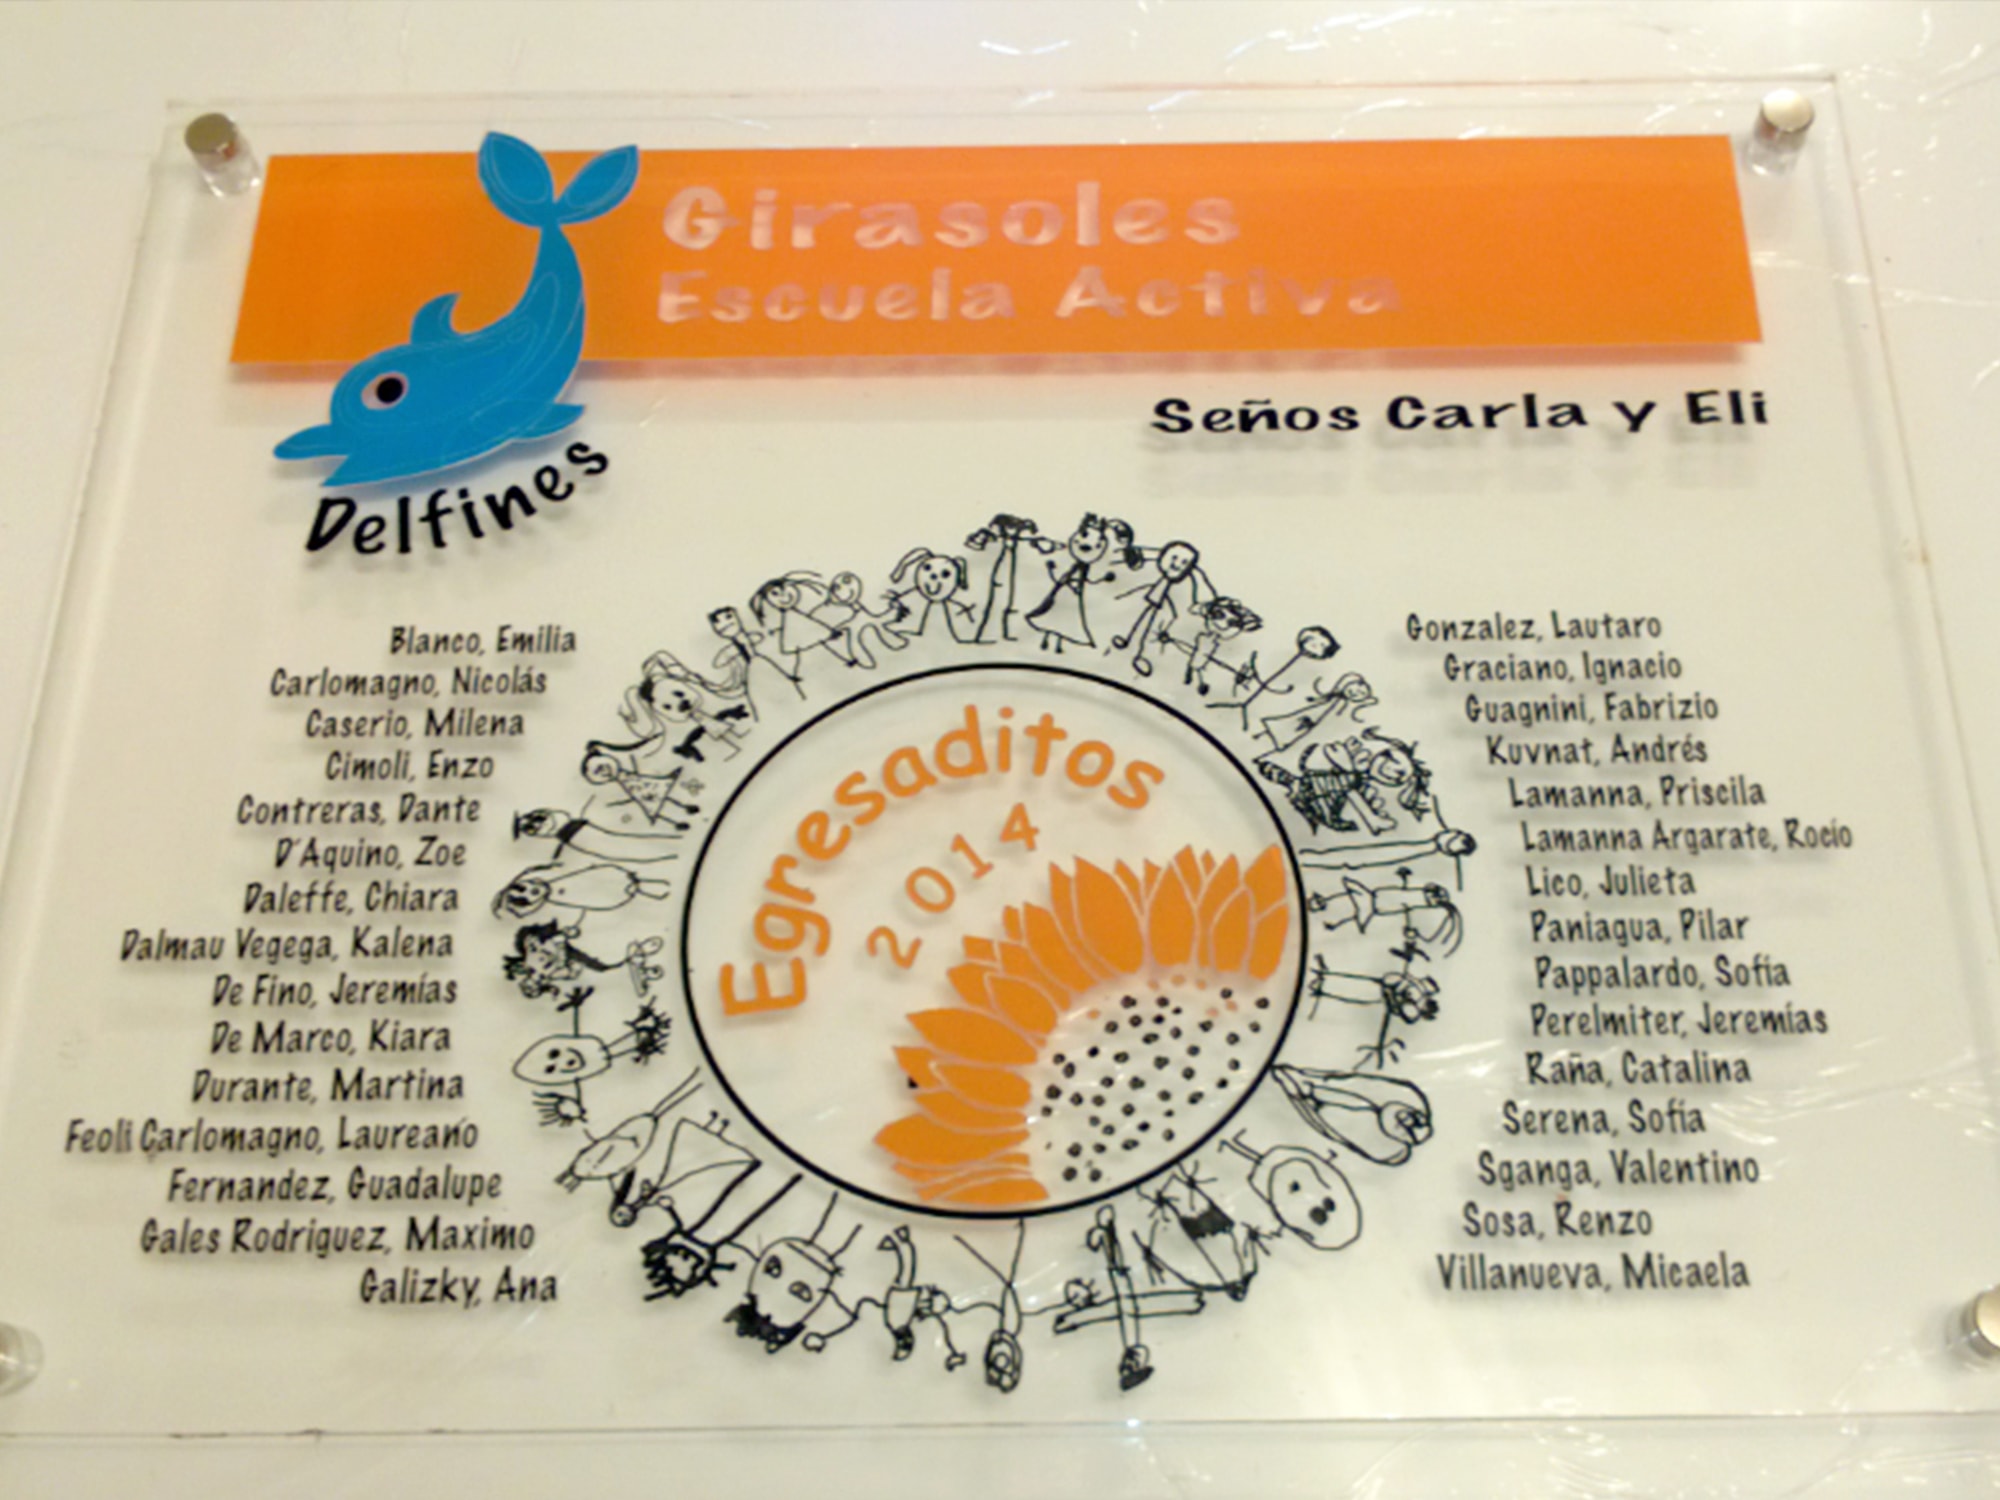 Girasoles
Escuela Activa
Seños Carla y Eli
Delfines
Blanco, Emilia
Carlomagno, Nicolás
Caserio, Milena
Cimoli, Enzo
Contreras, Dante
D'Aquino, Zoe
Daleffe, Chiara
Dalmau Vegega, Kalena
De Fino, Jeremías
De Marco, Kiara
Durante, Martina
Feoli Carlomagno, Laureano
Fernandez, Guadalupe
Gales Rodriguez, Maximo
Galizky, Ana
Egresaditos
2014
Gonzalez, Lautaro
Graciano, Ignacio
Guagnini, Fabrizio
Kuvnat, Andrés
Lamanna, Priscila
Lamanna Argarate, Rocío
Lico, Julieta
Paniagua, Pilar
Pappalardo, Sofía
Perelmiter, Jeremías
Raña, Catalina
Serena, Sofía
Sganga, Valentino
Sosa, Renzo
Villanueva, Micaela